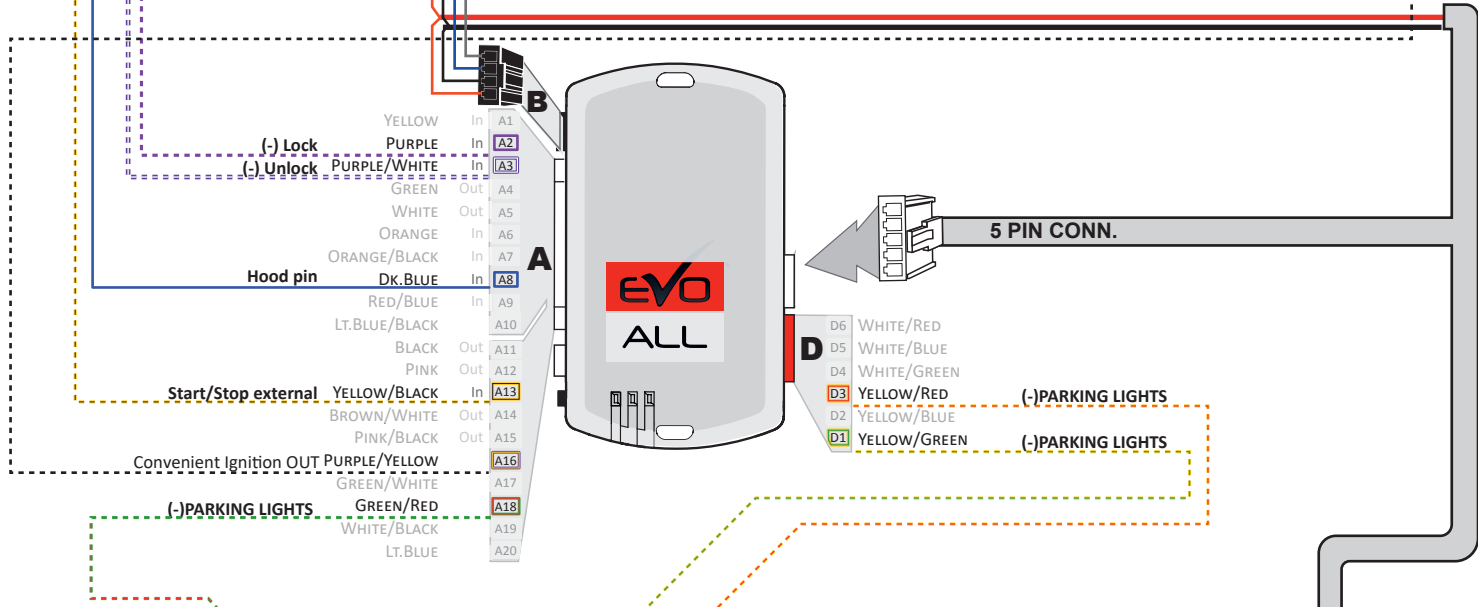 B
YELLOW In A1
(-) Lock PURPLE In A2
(-) Unlock PURPLE/WHITE In A3
GREEN Out A4
WHITE Out A5
ORANGE In A6
ORANGE/BLACK In A7
A
Hood pin DK.BLUE In A8
RED/BLUE In A9
LT.BLUE/BLACK A10
BLACK Out A11
PINK Out A12
Start/Stop external YELLOW/BLACK In A13
BROWN/WHITE Out A14
PINK/BLACK Out A15
Convenient Ignition OUT PURPLE/YELLOW A16
GREEN/WHITE A17
(-)PARKING LIGHTS GREEN/RED A18
WHITE/BLACK A19
LT.BLUE A20
EVO
ALL
5 PIN CONN.
D
D6 WHITE/RED
D5 WHITE/BLUE
D4 WHITE/GREEN
D3 YELLOW/RED (-)PARKING LIGHTS
D2 YELLOW/BLUE
D1 YELLOW/GREEN (-)PARKING LIGHTS